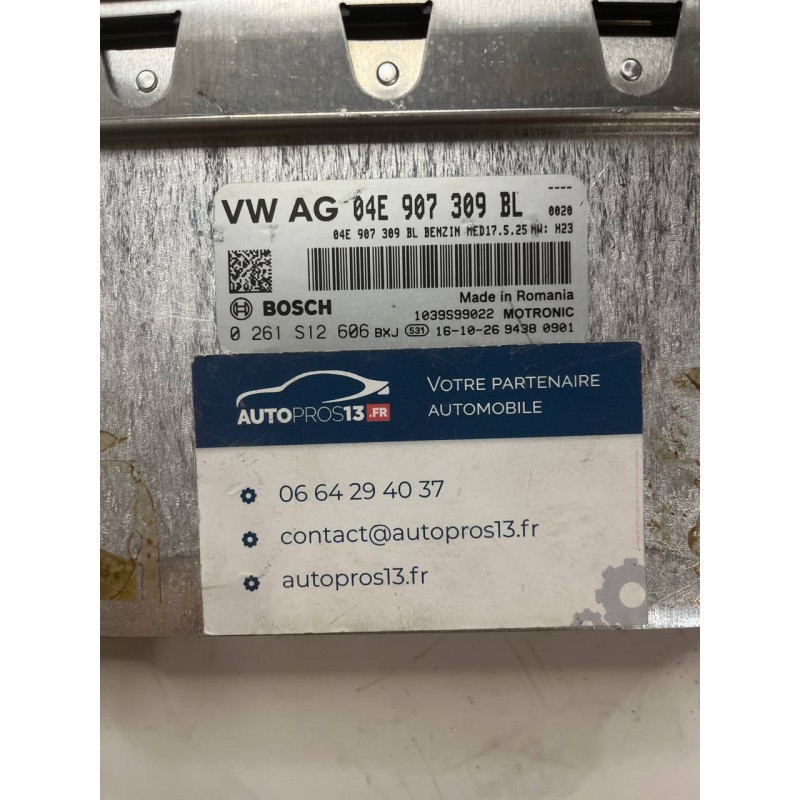 ----
VW AG 04E 907 309 BL 0020
04E 907 309 BL BENZIN MED17.5.25 HW: H23
BOSCH
Made in Romania
1039S99022 MOTRONIC
0 261 S12 606 BXJ 531 16-10-26 9438 0901
AUTOPROS13.FR
VOTRE PARTENAIRE
AUTOMOBILE
06 64 29 40 37
contact@autopros13.fr
autopros13.fr